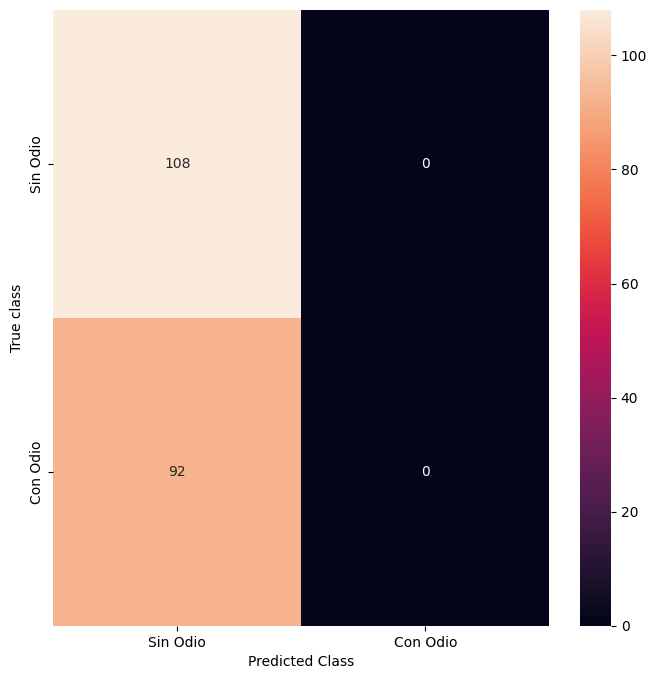 Sin Odio
Con Odio
True class
108
0
92
0
Sin Odio
Con Odio
Predicted Class
100
80
60
40
20
0